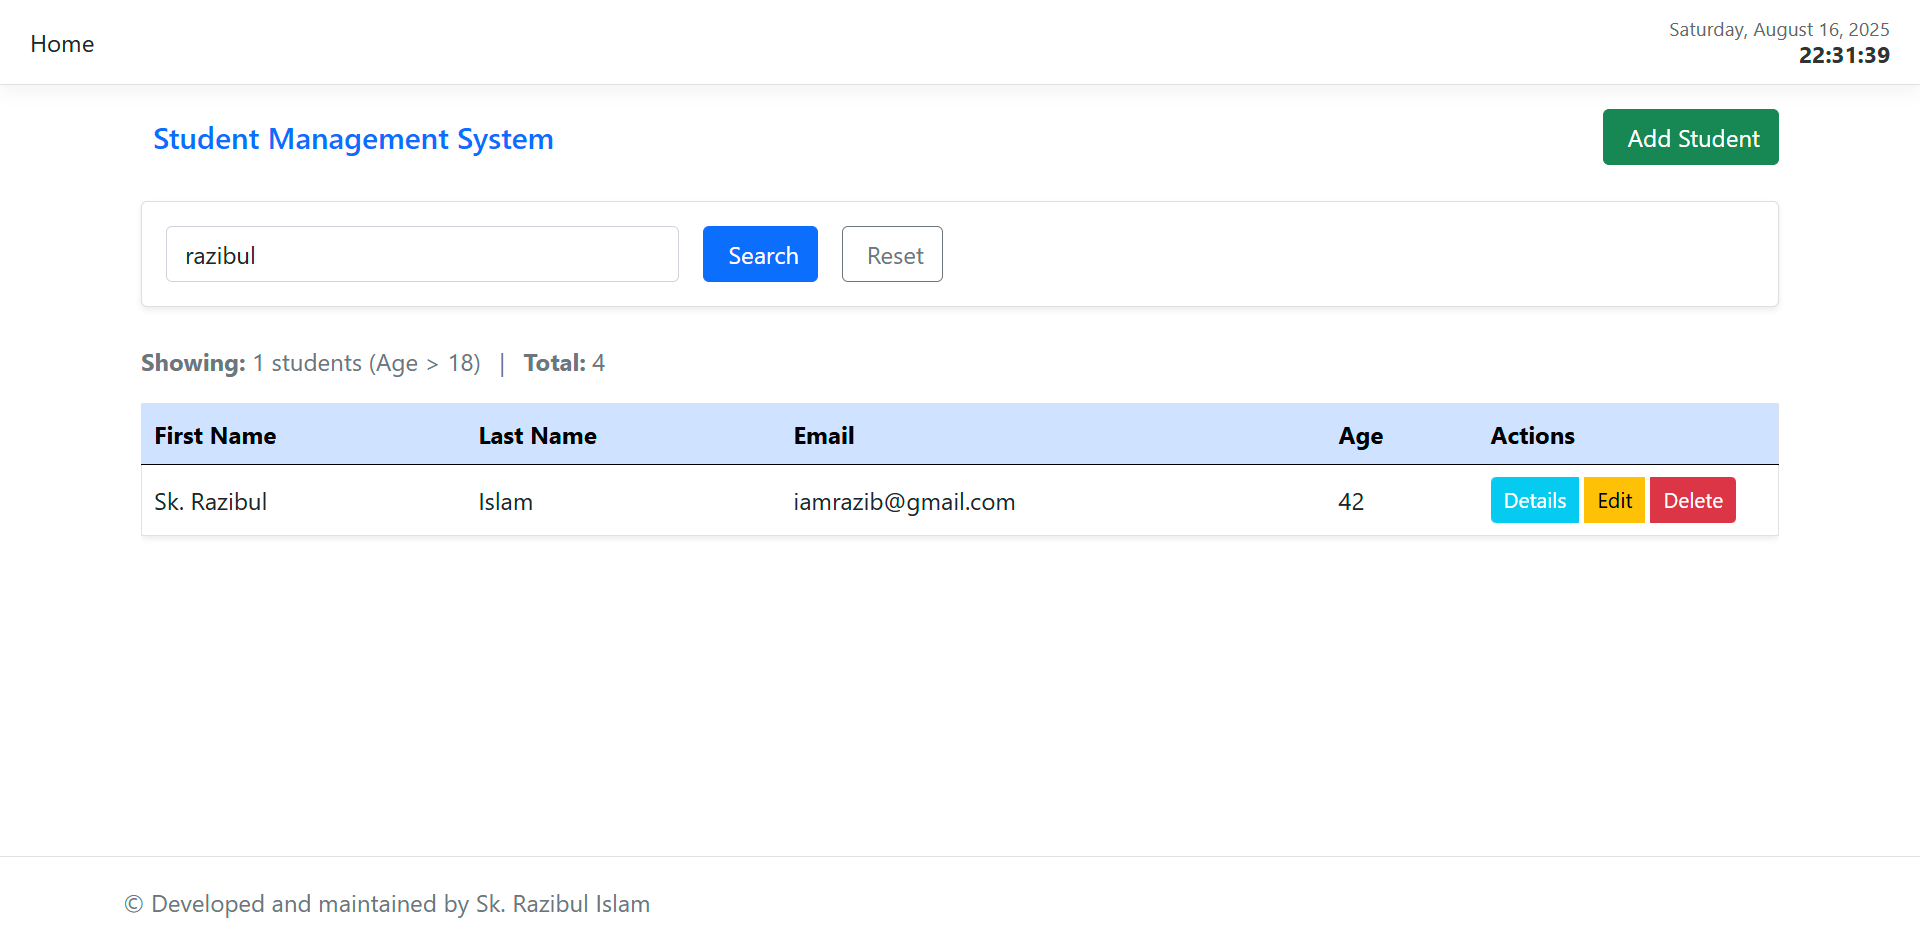 Home
Saturday, August 16, 2025
22:31:39
Student Management System
Add Student
razibul
Search
Reset
Showing: 1 students (Age > 18) | Total: 4
First Name Last Name Email Age Actions
Sk. Razibul Islam iamrazib@gmail.com 42 Details Edit Delete
© Developed and maintained by Sk. Razibul Islam